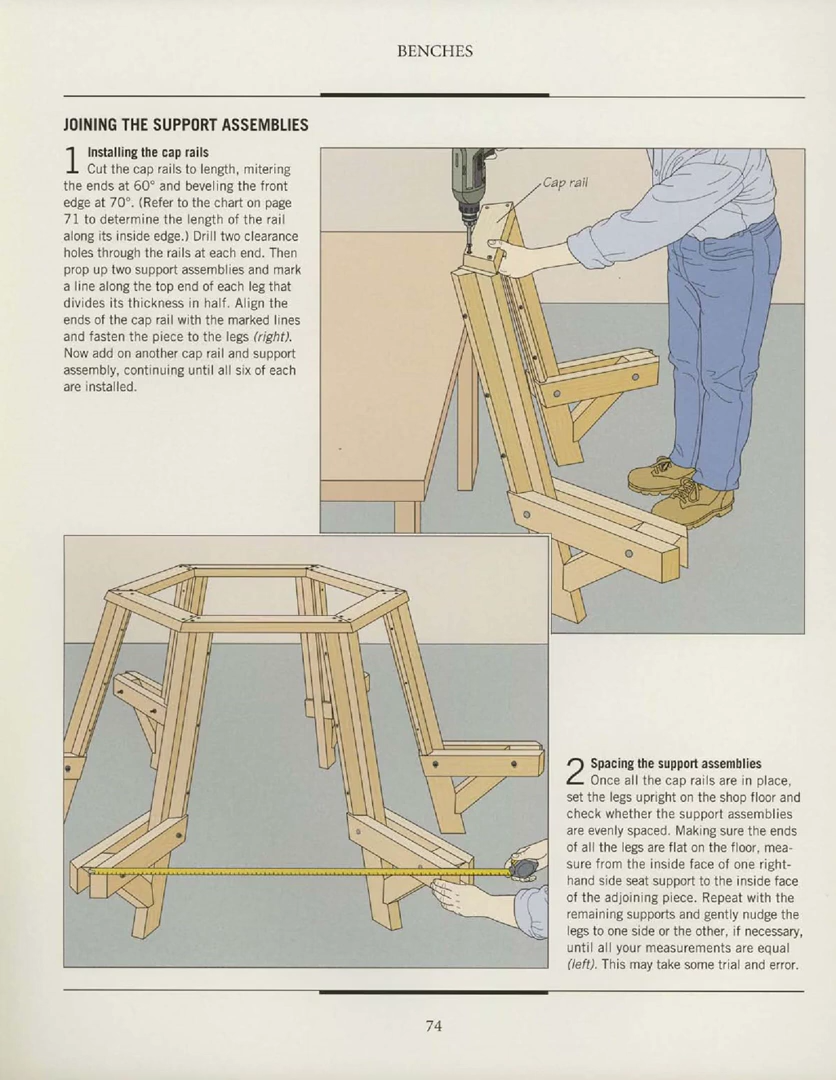 BENCHES
JOINING THE SUPPORT ASSEMBLIES
1 Installing the cap rails
Cut the cap rails to length, mitering
the ends at 60° and beveling the front
edge at 70°. (Refer to the chart on page
71 to determine the length of the rail
along its inside edge.) Drill two clearance
holes through the rails at each end. Then
prop up two support assemblies and mark
a line along the top end of each leg that
divides its thickness in half. Align the
ends of the cap rail with the marked lines
and fasten the piece to the legs (right).
Now add on another cap rail and support
assembly, continuing until all six of each
are installed.
Cap rail
2 Spacing the support assemblies
Once all the cap rails are in place,
set the legs upright on the shop floor and
check whether the support assemblies
are evenly spaced. Making sure the ends
of all the legs are flat on the floor, mea-
sure from the inside face of one right-
hand side seat support to the inside face
of the adjoining piece. Repeat with the
remaining supports and gently nudge the
legs to one side or the other, if necessary,
until all your measurements are equal
(left). This may take some trial and error.
74